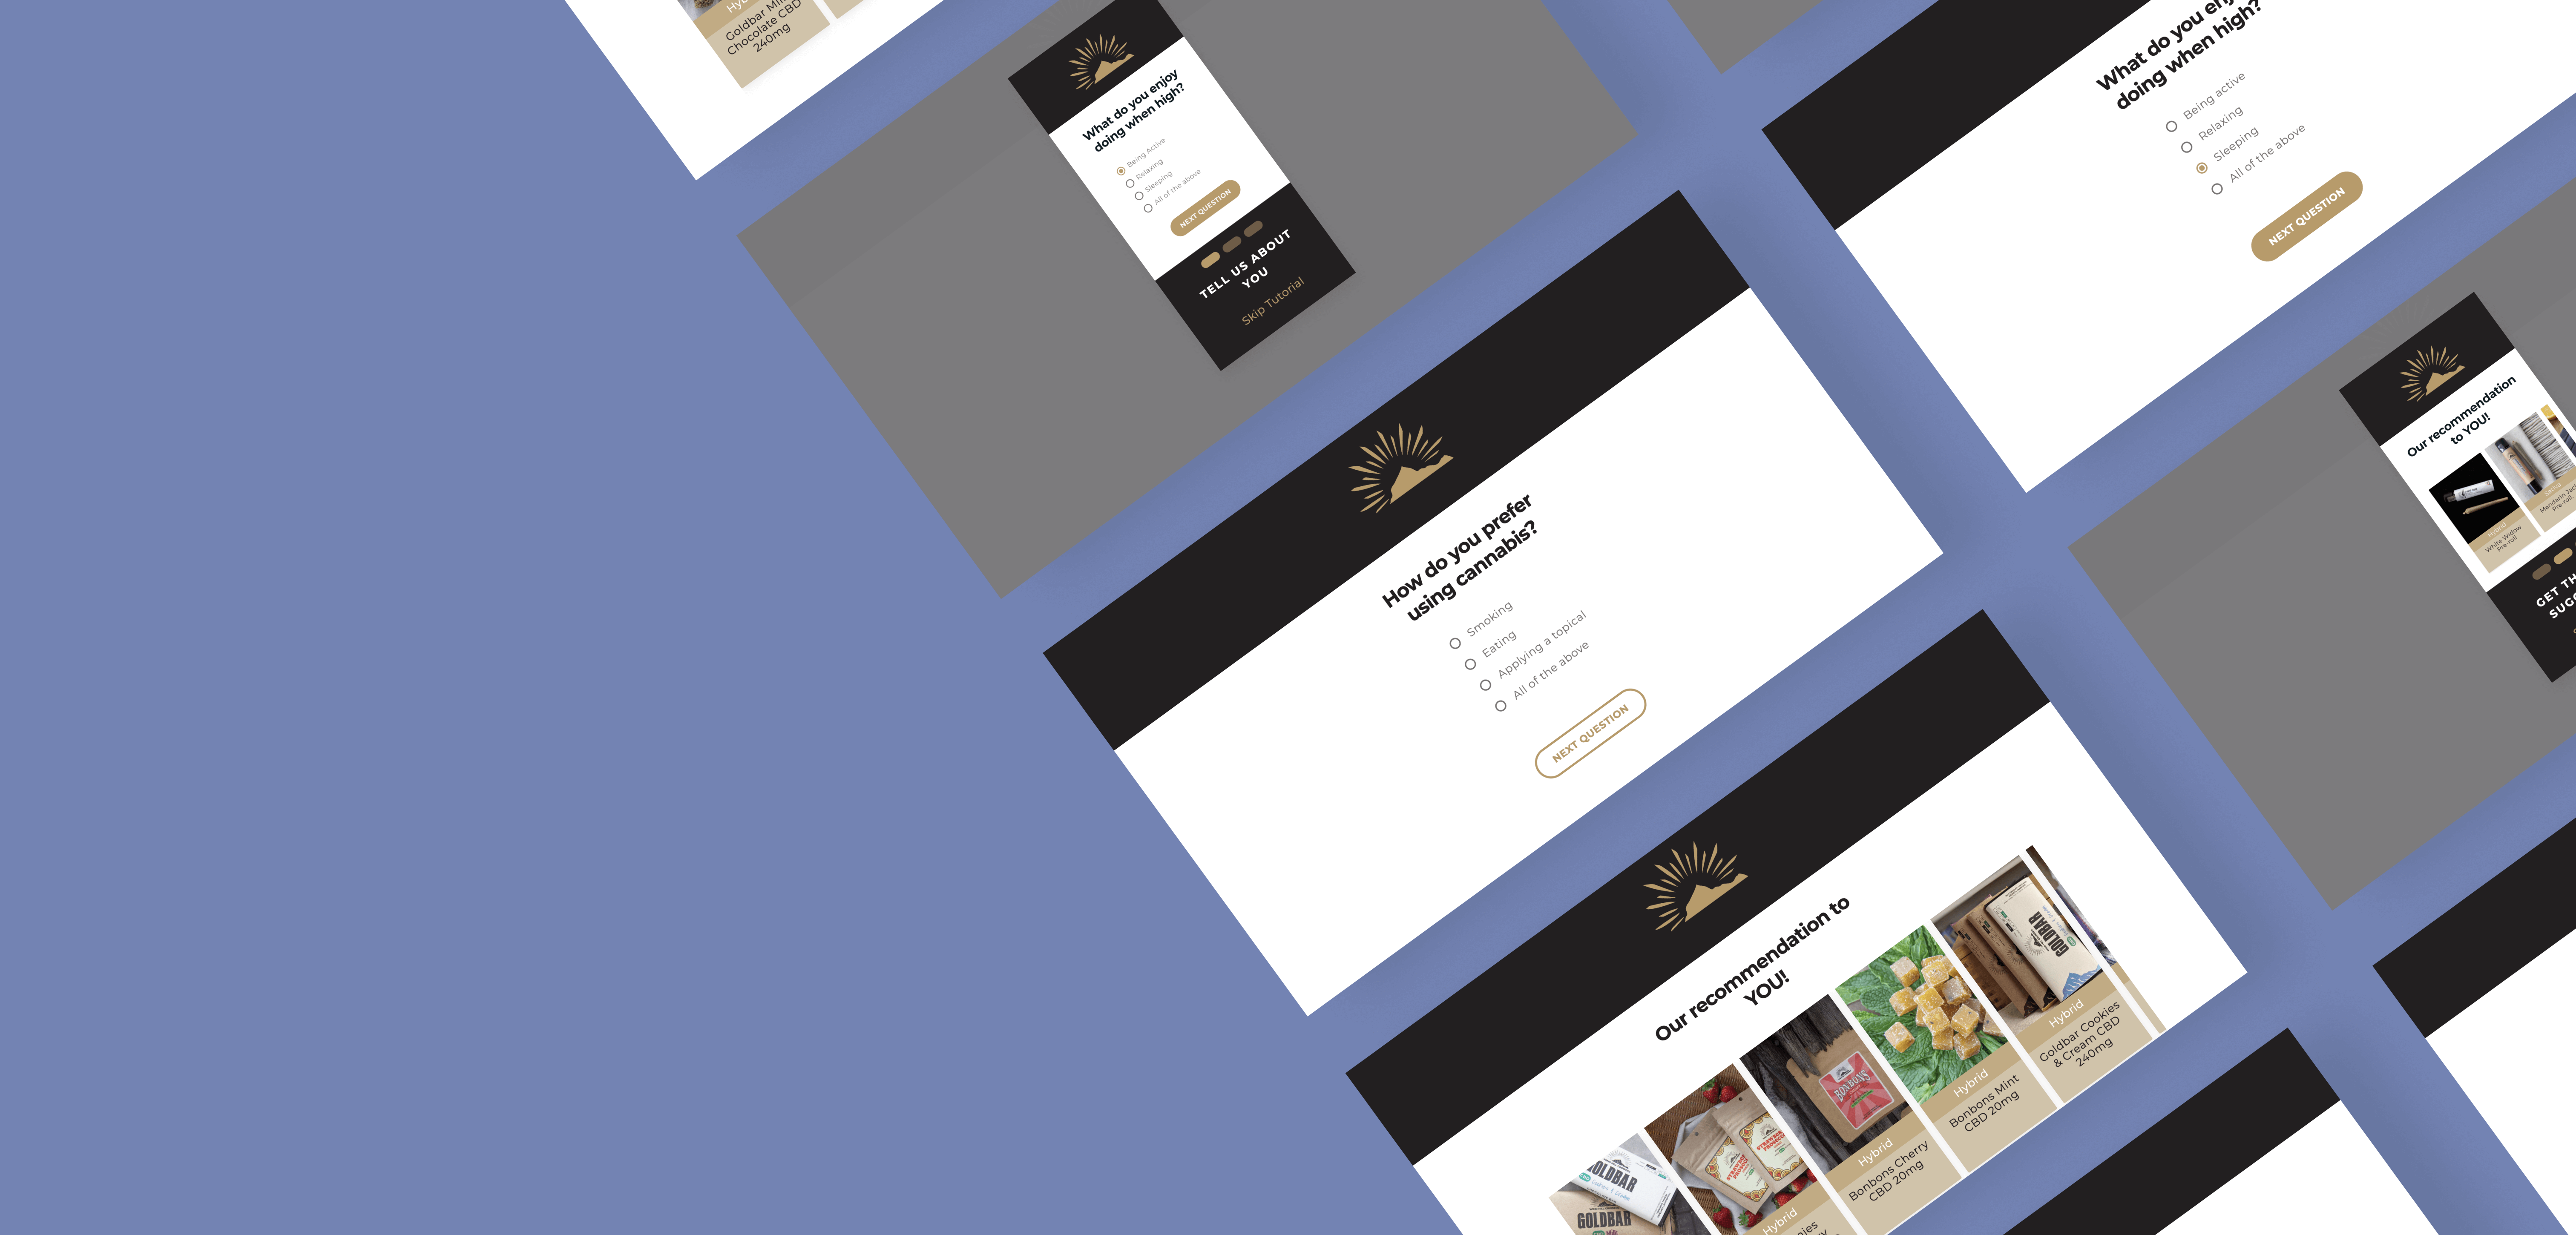 Goldbar
Chocolate CBD
240mg
What do you enjoy
doing when high?
Being Active
Relaxing
Sleeping
All of the above
NEXT QUESTION
TELL US ABOUT
YOU
Skip Tutorial
What do you
doing when high?
Being active
Relaxing
Sleeping
All of the above
NEXT QUESTION
How do you prefer
using cannabis?
Smoking
Eating
Applying a topical
All of the above
NEXT QUESTION
Our recommendation
to YOU!
White Widow
Pre-roll
Mandarin
Pre-roll
GET
Our recommendation to
YOU!
GOLDBAR
GOLDBAR
Hybrid
BONBONS
Hybrid
Bonbons Cherry
CBD 20mg
Hybrid
Bonbons Mint
CBD 20mg
GOLDBAR
Hybrid
Goldbar Cookies
& Cream CBD
240mg